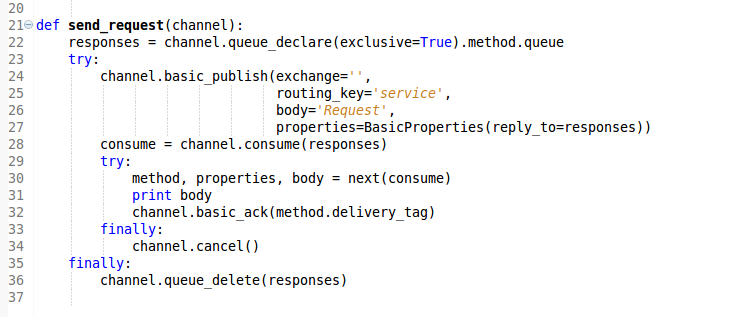 20
21 def send_request(channel):
22     responses = channel.queue_declare(exclusive=True).method.queue
23     try:
24         channel.basic_publish(exchange='',
25                               routing_key='service',
26                               body='Request',
27                               properties=BasicProperties(reply_to=responses))
28         consume = channel.consume(responses)
29         try:
30             method, properties, body = next(consume)
31             print body
32             channel.basic_ack(method.delivery_tag)
33         finally:
34             channel.cancel()
35     finally:
36         channel.queue_delete(responses)
37